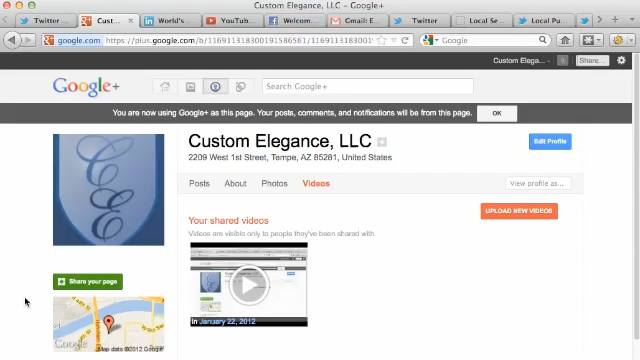 Custom Elegance, LLC - Google+
Twitter ...
Cust...
World's...
YouTub...
Welcom...
Gmail: E...
Twitter
Local Se...
Local Pu...
google.com https://plus.google.com/b/116911318300191586561/1169113183001
Google
Custom Elega...
Share...
Google+
Search Google+
You are now using Google+ as this page. Your posts, comments, and notifications will be from this page.
OK
Custom Elegance, LLC
Edit Profile
2209 West 1st Street, Tempe, AZ 85281, United States
Posts About Photos Videos
View profile as...
UPLOAD NEW VIDEOS
Your shared videos
Videos are visible only to people they've been shared with.
Share your page
in January 22, 2012
Google
Map data ©2012 Google
CE